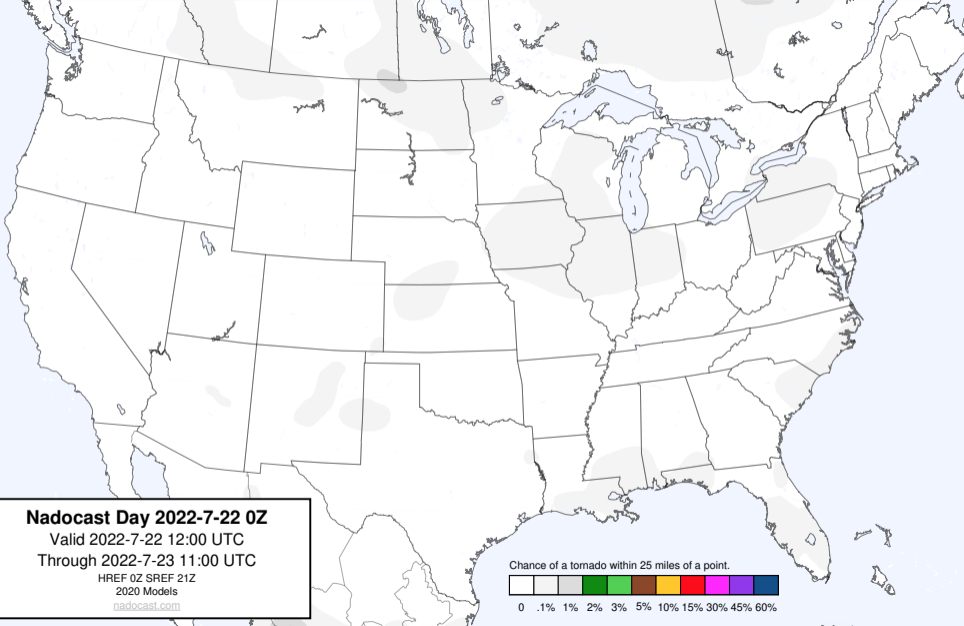 Nadocast Day 2022-7-22 0Z
Valid 2022-7-22 12:00 UTC
Through 2022-7-23 11:00 UTC
HREF 0Z SREF 21Z
2020 Models
nadocast.com
Chance of a tornado within 25 miles of a point.
0 .1% 1% 2% 3% 5% 10% 15% 30% 45% 60%